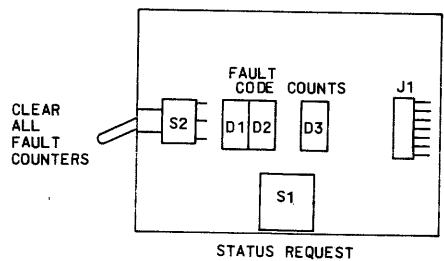 FAULT
CODE COUNTS
J1
CLEAR
ALL
FAULT
COUNTERS
S2
D1 D2
D3
S1
STATUS REQUEST